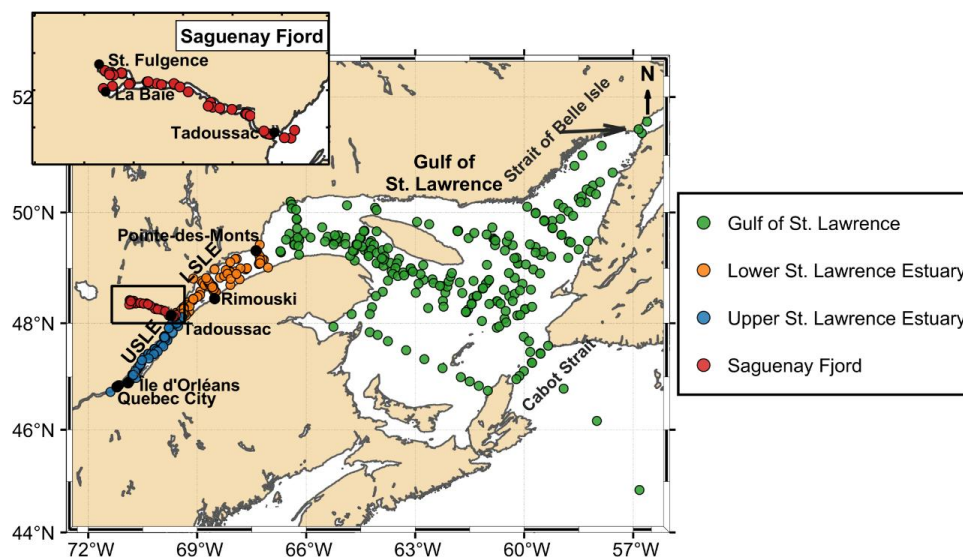 Saguenay Fjord
St. Fulgence
La Baie
Tadoussac
N
Strait of Belle Isle
Gulf of
St. Lawrence
Pointe-des-Monts
LSLE
Rimouski
Tadoussac
USLE
Île d'Orléans
Quebec City
Cabot Strait
52
50°N
48°N
46°N
44°N
72°W
69°W
66°W
63°W
60°W
57°W
Gulf of St. Lawrence
Lower St. Lawrence Estuary
Upper St. Lawrence Estuary
Saguenay Fjord